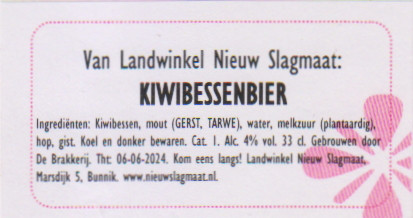 Van Landwinkel Nieuw Slagmaat:
KIWIBESSENBIER
Ingrediënten: Kiwibessen, mout (GERST, TARWE), water, melkzuur (plantaardig),
hop, gist. Koel en donker bewaren. Cat. I. Alc. 4% vol. 33 cl. Gebrouwen door
De Brakkerij. Tht: 06-06-2024. Kom eens langs! Landwinkel Nieuw Slagmaat,
Marsdijk 5, Bunnik. www.nieuwslagmaat.nl.